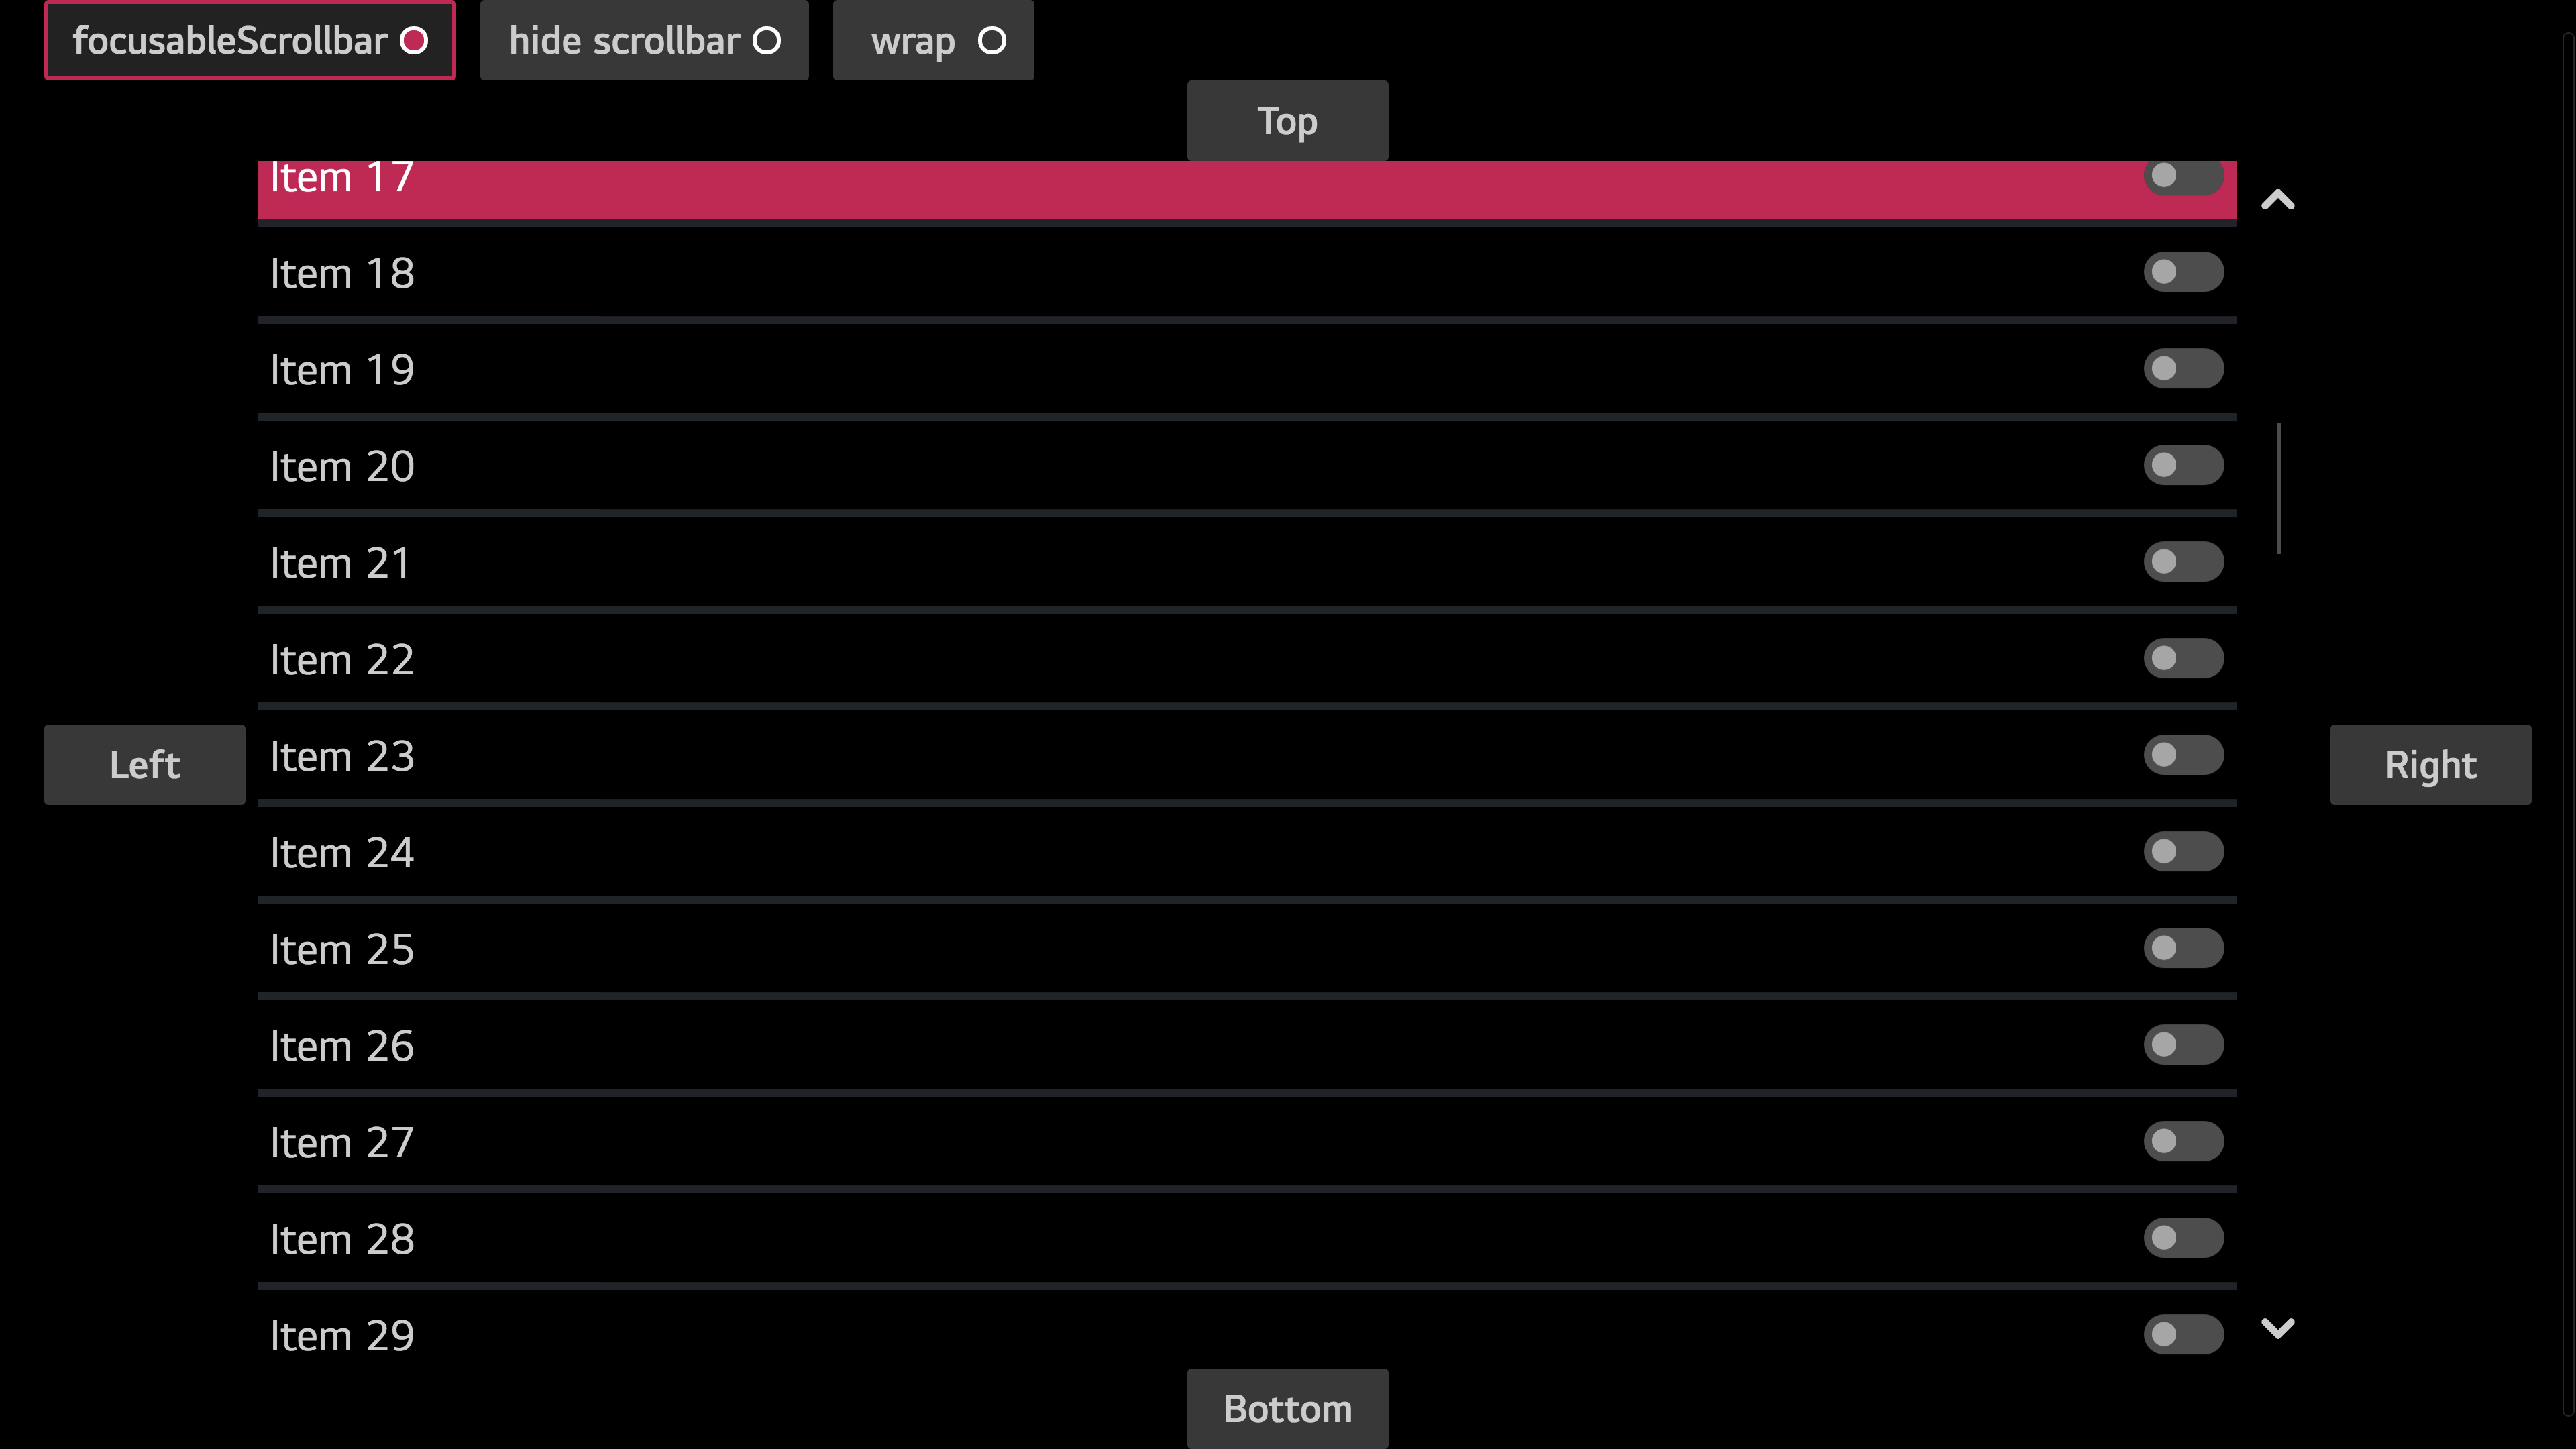 focusableScrollbar
hide scrollbar
wrap
Top
Item 17
Item 18
Item 19
Item 20
Item 21
Item 22
Item 23
Left
Right
Item 24
Item 25
Item 26
Item 27
Item 28
Item 29
Bottom